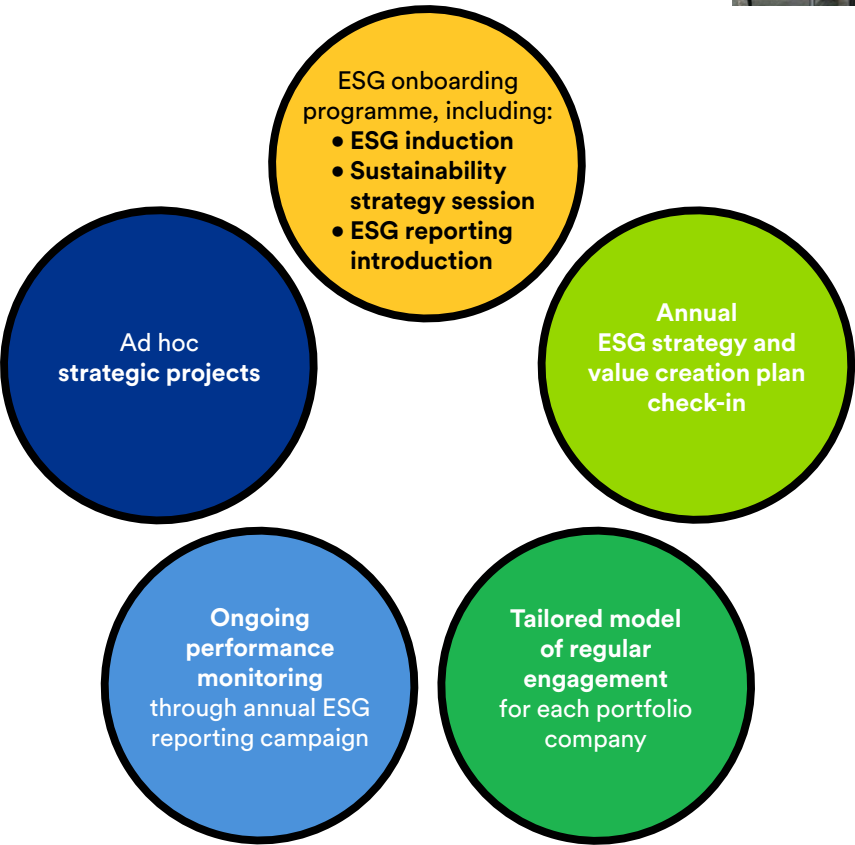 ESG onboarding
programme, including:
• ESG induction
• Sustainability
strategy session
• ESG reporting
introduction
Annual
ESG strategy and
value creation plan
check-in
Tailored model
of regular
engagement
for each portfolio
company
Ongoing
performance
monitoring
through annual ESG
reporting campaign
Ad hoc
strategic projects